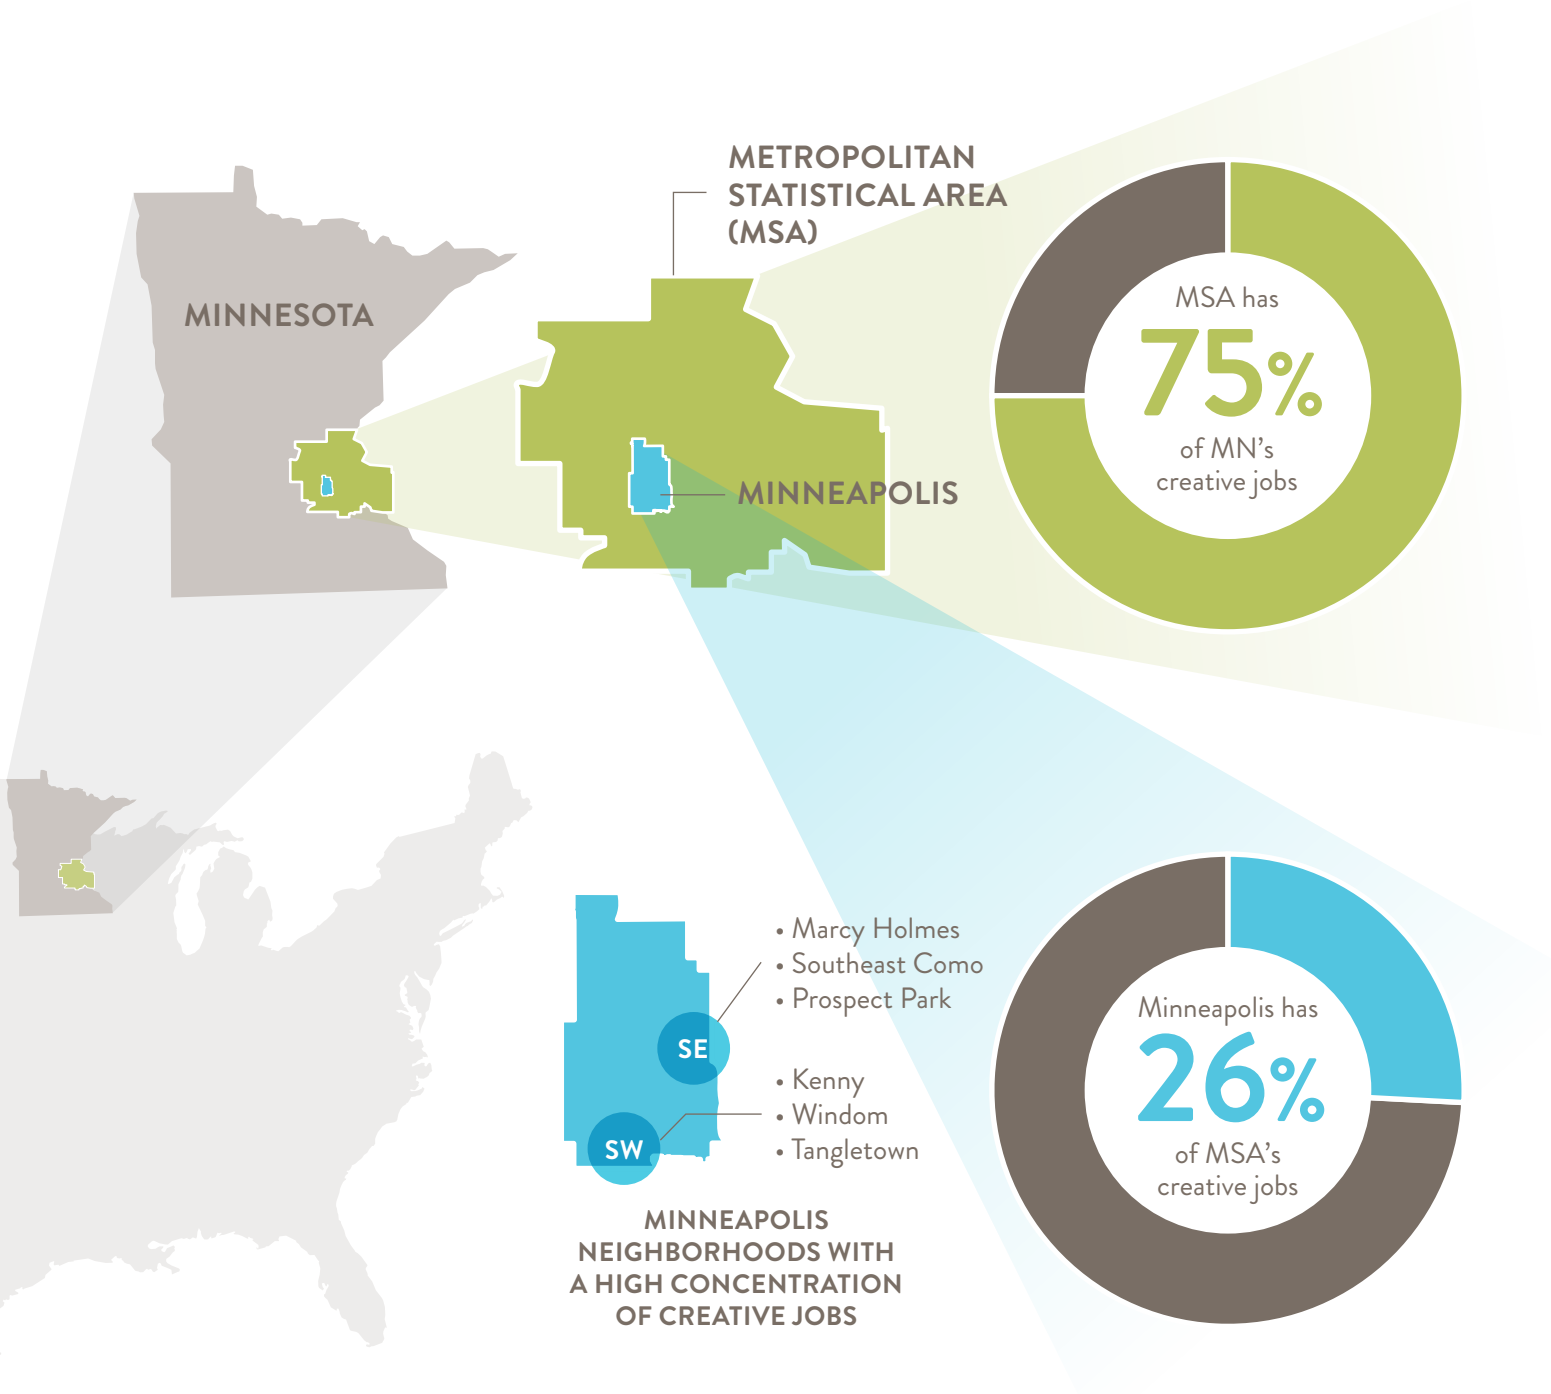 METROPOLITAN
STATISTICAL AREA
(MSA)
MINNESOTA
MINNEAPOLIS
MSA has
75%
of MN's
creative jobs
• Marcy Holmes
• Southeast Como
• Prospect Park
SE
• Kenny
• Windom
• Tangletown
SW
MINNEAPOLIS
NEIGHBORHOODS WITH
A HIGH CONCENTRATION
OF CREATIVE JOBS
Minneapolis has
26%
of MSA's
creative jobs